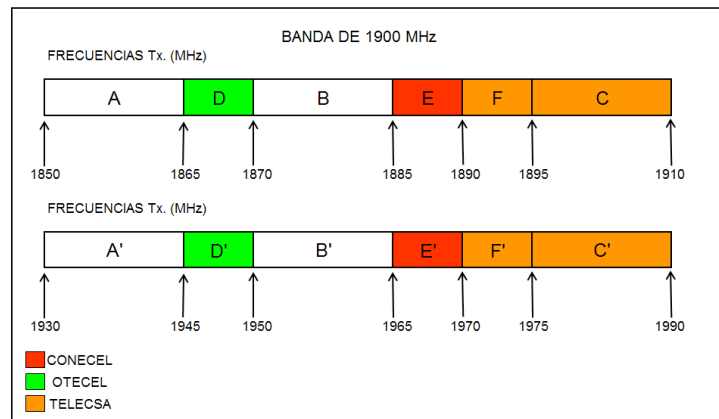 BANDA DE 1900 MHz
FRECUENCIAS Tx. (MHz)
A D B E F C
1850 1865 1870 1885 1890 1895 1910
FRECUENCIAS Tx. (MHz)
A' D' B' E' F' C'
1930 1945 1950 1965 1970 1975 1990
CONECEL
OTECEL
TELECSA